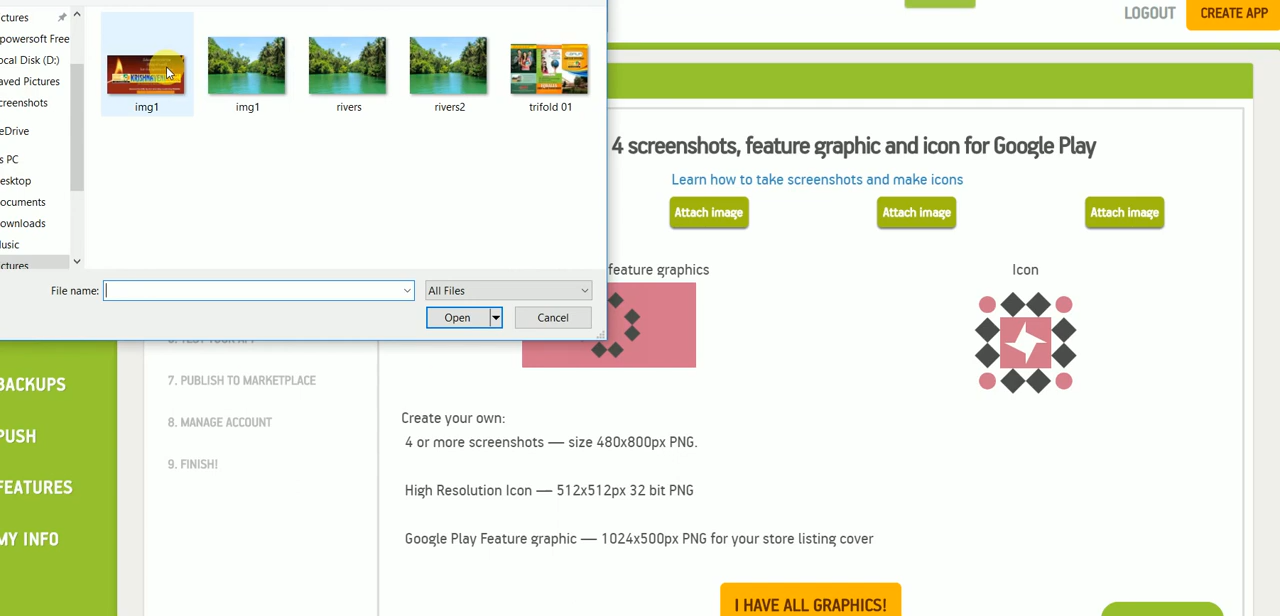 LOGOUT
CREATE APP
ctures
powersoft Free
ocal Disk (D:)
aved Pictures
creenshots
eDrive
s PC
esktop
ocuments
ownloads
usic
ctures
img1
img1
rivers
rivers2
trifold 01
File name:
All Files
Open
Cancel
4 screenshots, feature graphic and icon for Google Play
Learn how to take screenshots and make icons
Attach image
Attach image
Attach image
feature graphics
Icon
BACKUPS
PUSH
FEATURES
MY INFO
7. PUBLISH TO MARKETPLACE
8. MANAGE ACCOUNT
9. FINISH!
Create your own:
4 or more screenshots — size 480x800px PNG.
High Resolution Icon — 512x512px 32 bit PNG
Google Play Feature graphic — 1024x500px PNG for your store listing cover
I HAVE ALL GRAPHICS!